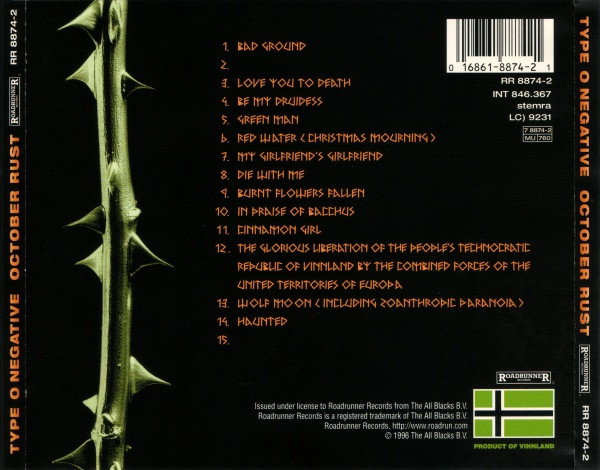 RR 8874-2
ROADRUNNER
RECORDS
TYPE O NEGATIVE OCTOBER RUST
1. BAD GROUND
2.
3. LOVE YOU TO DEATH
4. BE MY DRUIDESS
5. GREEN MAN
6. RED WATER (CHRISTMAS MOURNING)
7. MY GIRLFRIEND'S GIRLFRIEND
8. DIE WITH ME
9. BURNT FLOWERS FALLEN
10. IN PRAISE OF BACCHUS
11. CINNAMON GIRL
12. THE GLORIOUS LIBERATION OF THE PEOPLE'S TECHNOCRATIC
REPUBLIC OF VINNLAND BY THE COMBINED FORCES OF THE
UNITED TERRITORIES OF EUROPA
13. WOLF MOON (INCLUDING ZOANTHROPIC PARANOIA)
14. HAUNTED
15.
0 16861-8874-2 1
RR 8874-2
INT 846.367
stemra
LC) 9231
7 8874-2
MU 760
ROADRUNNER
RECORDS
Issued under license to Roadrunner Records from The All Blacks B.V.
Roadrunner Records is a registered trademark of The All Blacks B.V.
Roadrunner Records, http://www.roadrun.com
© 1996 The All Blacks B.V.
PRODUCT OF VINNLAND
TYPE O NEGATIVE OCTOBER RUST
ROADRUNNER
RECORDS
RR 8874-2